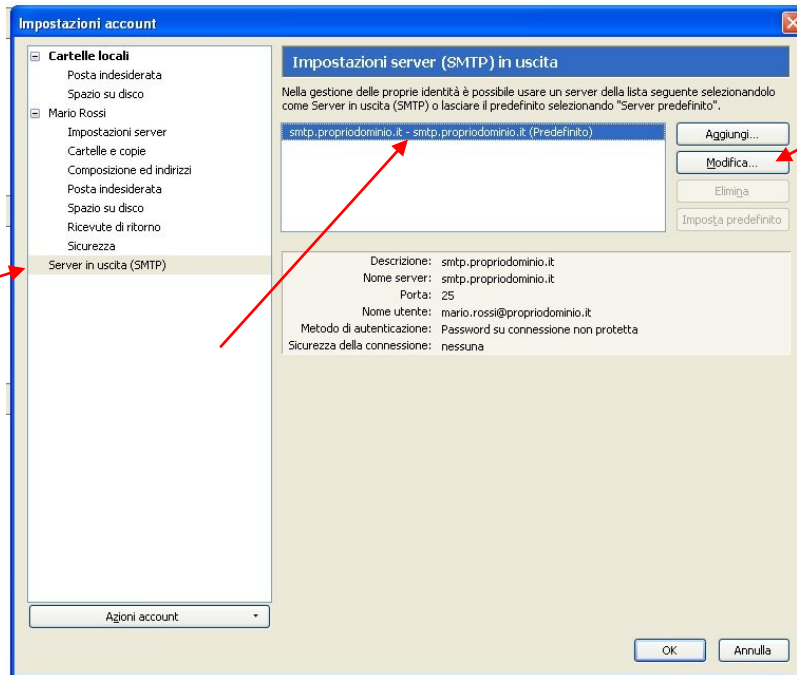 Impostazioni account
Cartelle locali
Posta indesiderata
Spazio su disco
Mario Rossi
Impostazioni server
Cartelle e copie
Composizione ed indirizzi
Posta indesiderata
Spazio su disco
Ricevute di ritorno
Sicurezza
Server in uscita (SMTP)
Azioni account
Impostazioni server (SMTP) in uscita
Nella gestione delle proprie identità è possibile usare un server della lista seguente selezionandolo
come Server in uscita (SMTP) o lasciare il predefinito selezionando "Server predefinito".
smtp.propriodominio.it - smtp.propriodominio.it (Predefinito)
Aggiungi...
Modifica...
Elimina
Imposta predefinito
Descrizione: smtp.propriodominio.it
Nome server: smtp.propriodominio.it
Porta: 25
Nome utente: mario.rossi@propriodominio.it
Metodo di autenticazione: Password su connessione non protetta
Sicurezza della connessione: nessuna
OK
Annulla